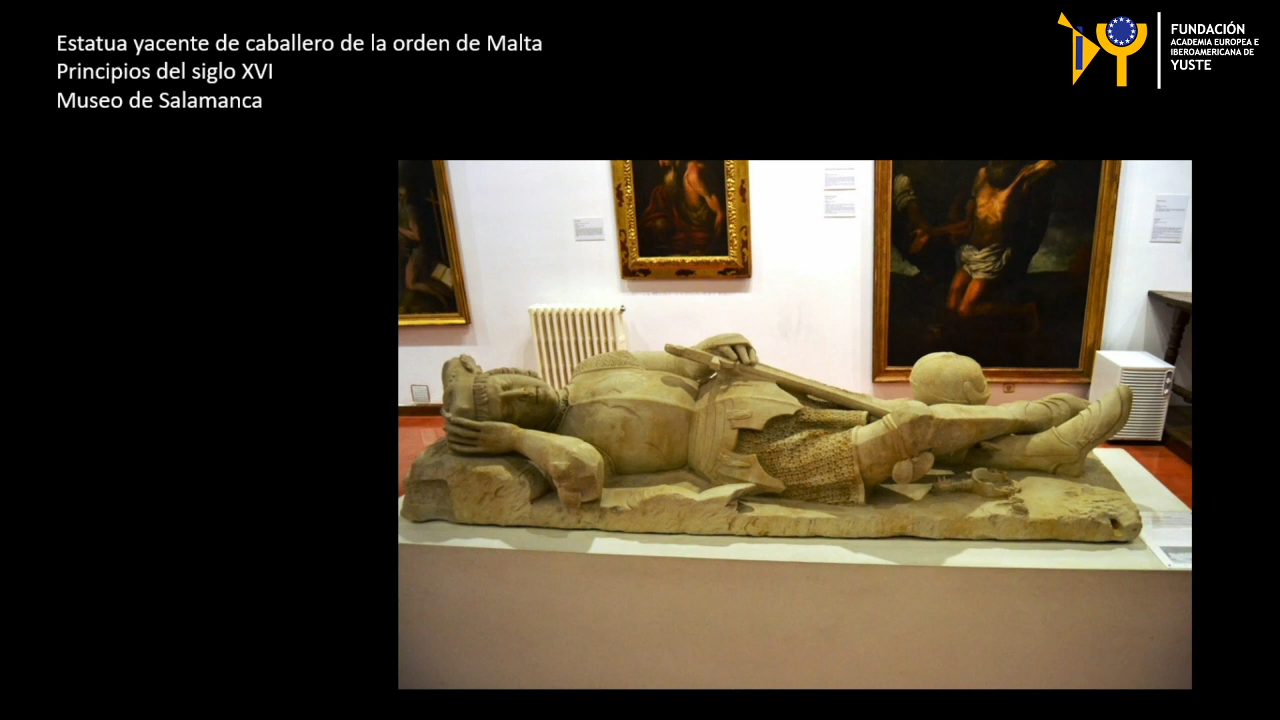 Estatua yacente de caballero de la orden de Malta
Principios del siglo XVI
Museo de Salamanca
FUNDACIÓN
ACADEMIA EUROPEA E
IBEROAMERICANA DE
YUSTE